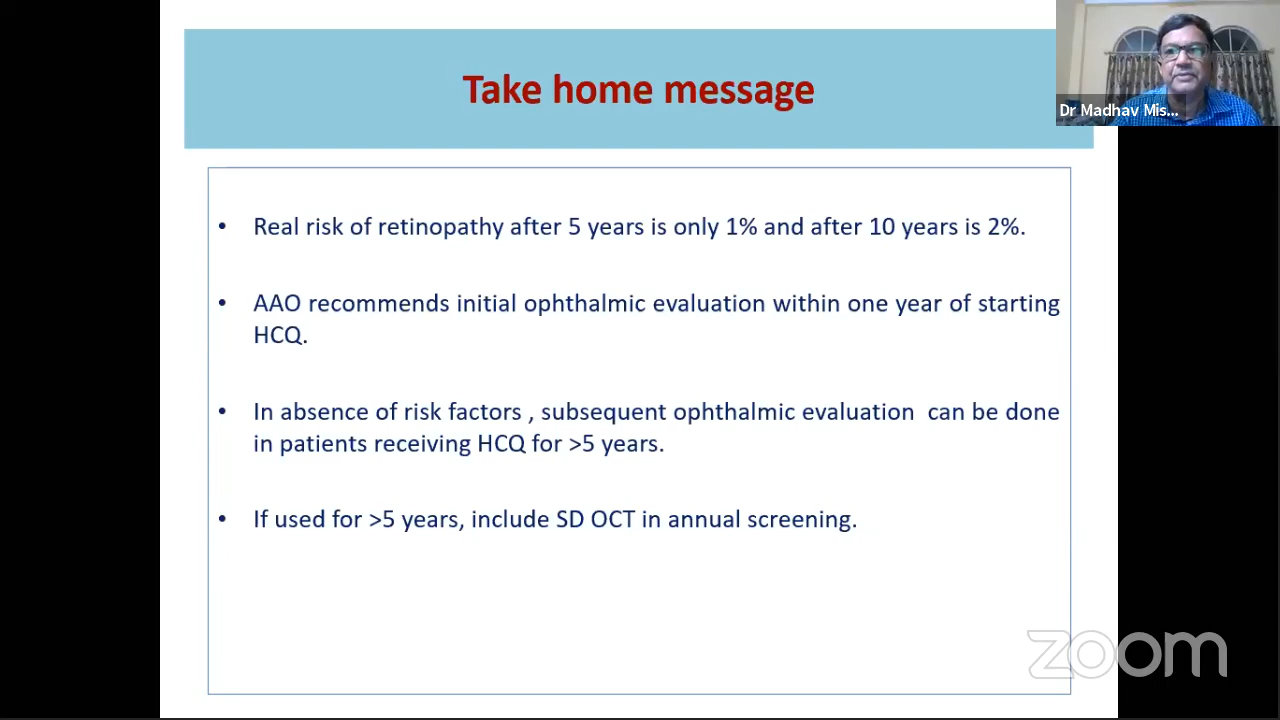 Take home message
Dr Madhav Mis...
• Real risk of retinopathy after 5 years is only 1% and after 10 years is 2%.
• AAO recommends initial ophthalmic evaluation within one year of starting
HCQ.
• In absence of risk factors , subsequent ophthalmic evaluation can be done
in patients receiving HCQ for >5 years.
• If used for >5 years, include SD OCT in annual screening.
zoom